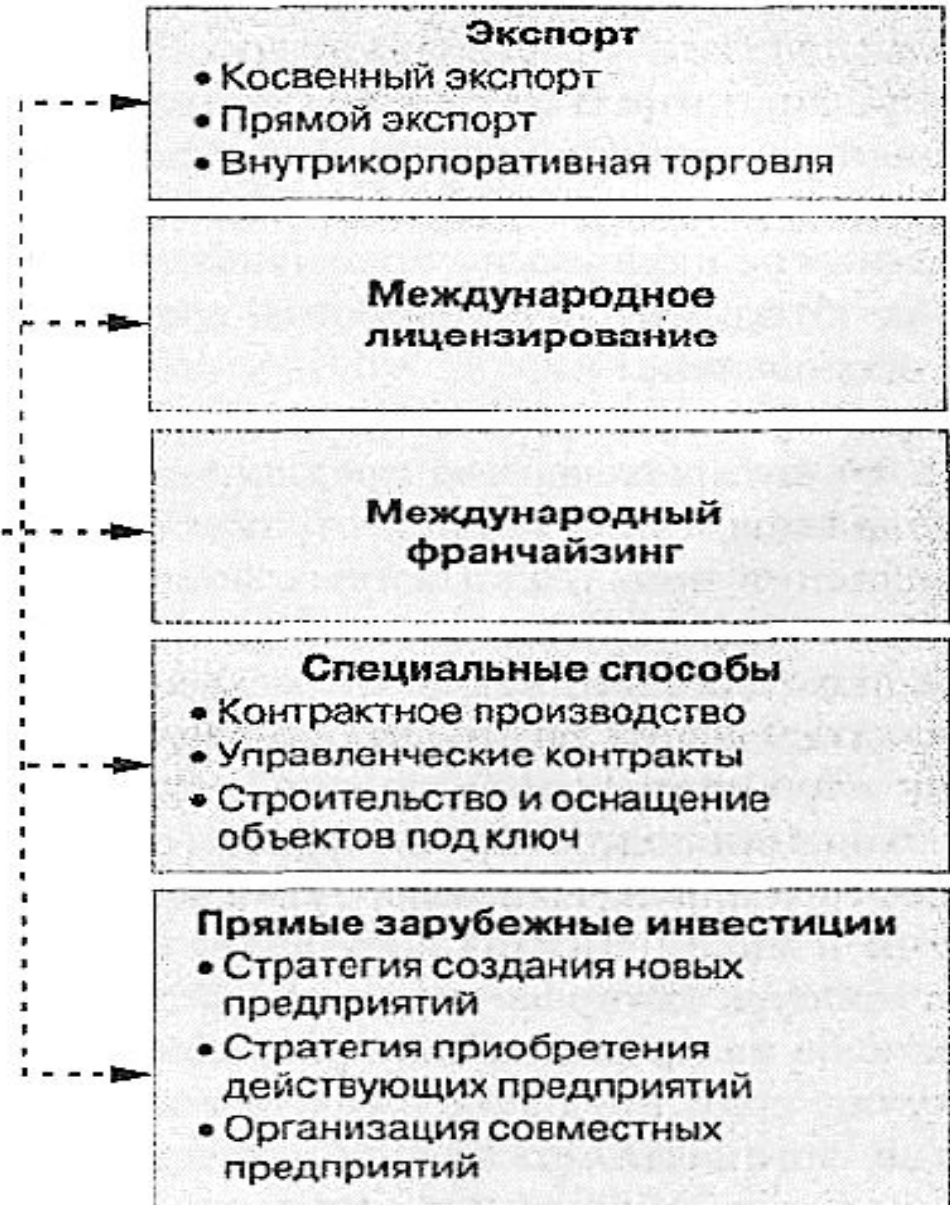 Экспорт
• Косвенный экспорт
• Прямой экспорт
• Внутрикорпоративная торговля
Международное
лицензирование
Международный
франчайзинг
Специальные способы
• Контрактное производство
• Управленческие контракты
• Строительство и оснащение
объектов под ключ
Прямые зарубежные инвестиции
• Стратегия создания новых
предприятий
• Стратегия приобретения
действующих предприятий
• Организация совместных
предприятий